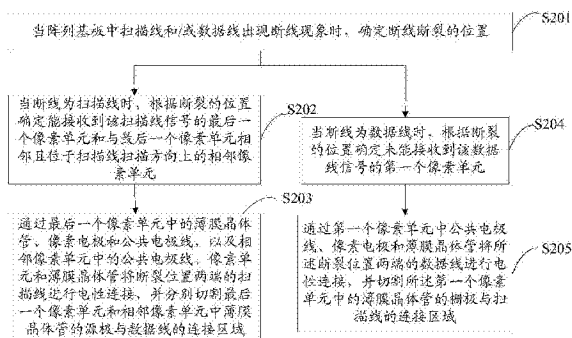 S201
当阵列基板中扫描线和/或数据线出现断线现象时，确定断线断裂的位置
当断线为扫描线时，根据断裂的位置
确定能接收到该扫描线信号的最后一
个像素单元和与最后一个像素单元相
邻且位于扫描线扫描方向上的相邻像
素单元
S202
当断线为数据线时，根据断裂
的位置确定未能接收到该数据
线信号的第一个像素单元
S204
通过最后一个像素单元中的薄膜晶体
管、像素电极和公共电极线，以及相
邻像素单元中的公共电极线、像素单
元和薄膜晶体管将断裂位置两端的扫
描线进行电性连接，并分别切割最后
一个像素单元和相邻像素单元中薄膜
晶体管的源极与数据线的连接区域
S203
通过第一个像素单元中公共电极
线、像素电极和薄膜晶体管将所
述断裂位置两端的数据线进行电
性连接，并切割所述第一个像素
单元中的薄膜晶体管的栅极与扫
描线的连接区域
S205